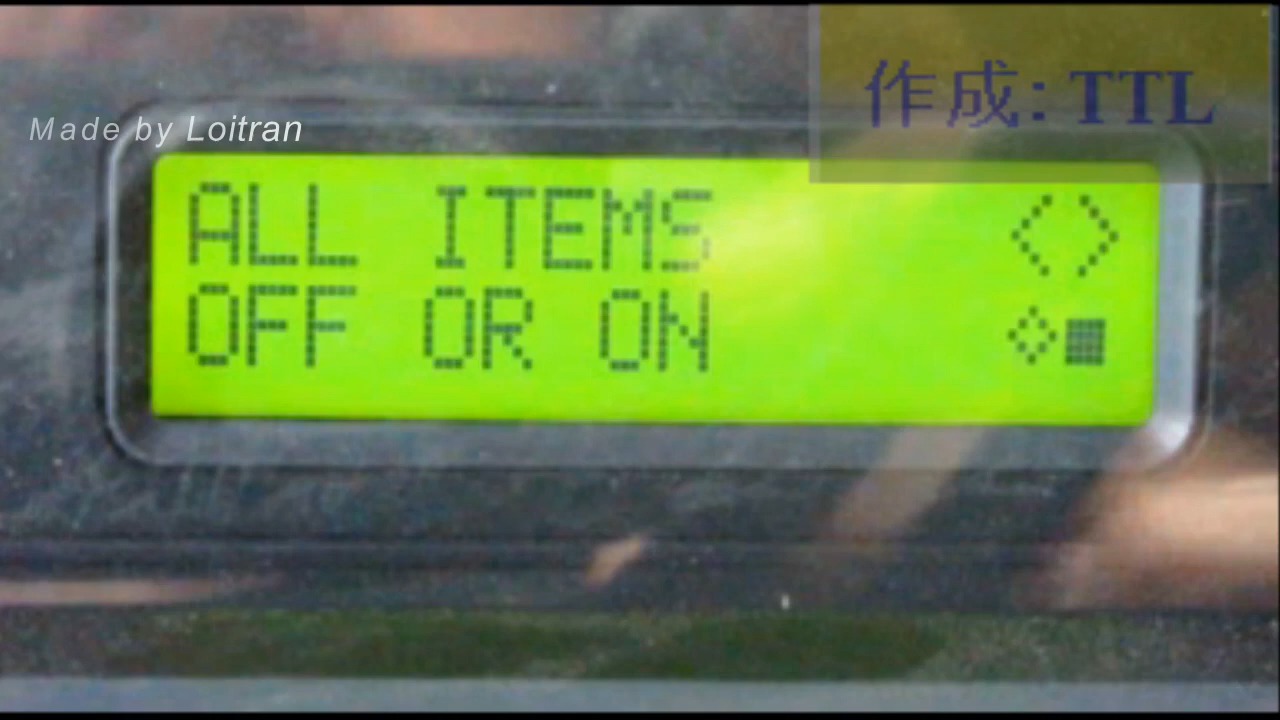 作成: TTL
Made by Loitran
ALL ITEMS <>
OFF OR ON ◇■